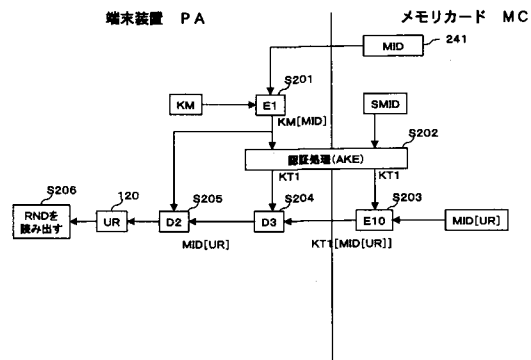 端末装置 PA
メモリカード MC
MID
241
S201
KM
E1
SMID
KM[MID]
S202
認証処理(AKE)
KT1
KT1
S206
120
S205
S204
S203
RNDを
読み出す
UR
D2
D3
E10
MID[UR]
MID[UR]
KT1[MID[UR]]